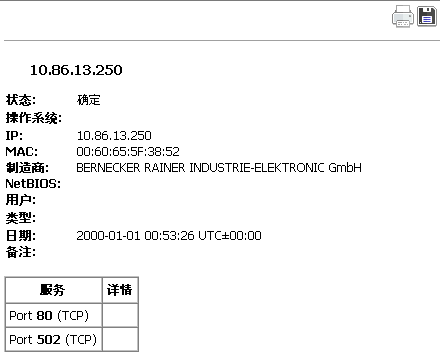 10.86.13.250
状态: 确定
操作系统:
IP: 10.86.13.250
MAC: 00:60:65:5F:38:52
制造商: BERNECKER RAINER INDUSTRIE-ELEKTRONIC GmbH
NetBIOS:
用户:
类型:
日期: 2000-01-01 00:53:26 UTC±00:00
备注:
服务 详情
Port 80 (TCP)
Port 502 (TCP)